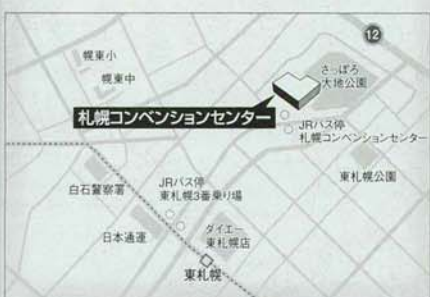 12
幌東小
幌東中
さっぽろ
大地公園
札幌コンベンションセンター
JRバス停
札幌コンベンションセンター
東札幌公園
白石警察署
JRバス停
東札幌3番乗り場
日本通運
ダイエー
東札幌店
東札幌